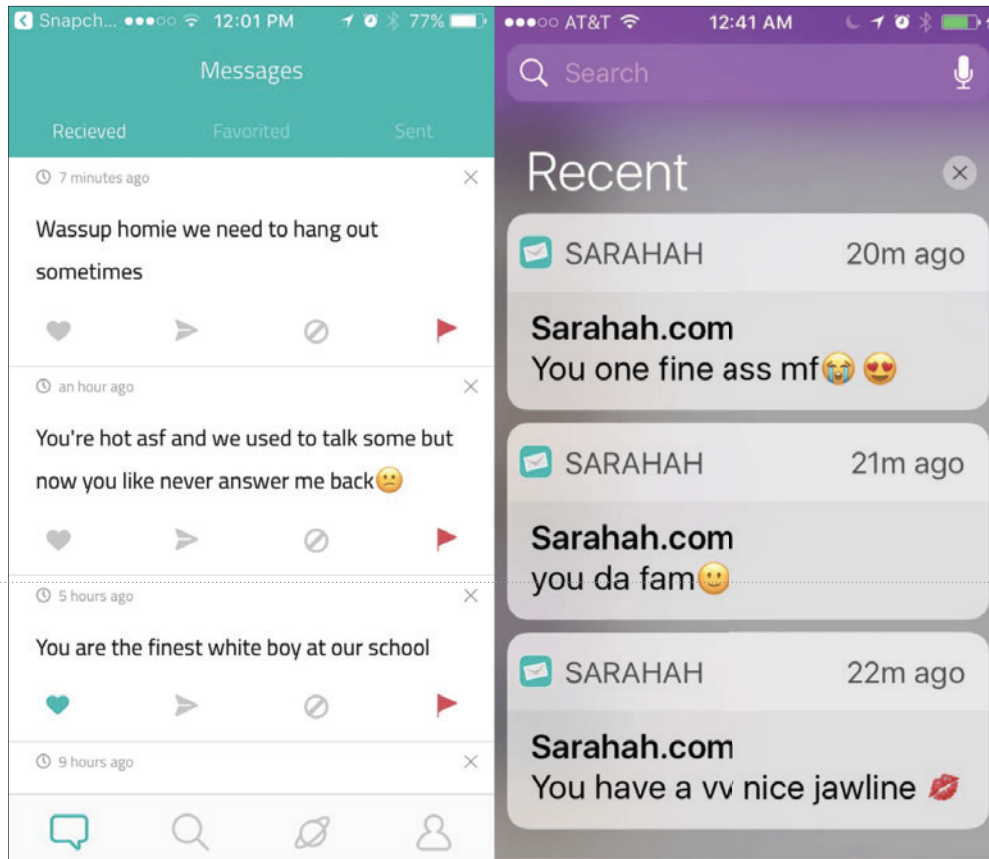 Snapch... 12:01 PM 77%
Messages
Recieved Favorited Sent
7 minutes ago
Wassup homie we need to hang out
sometimes
an hour ago
You're hot asf and we used to talk some but
now you like never answer me back😕
5 hours ago
You are the finest white boy at our school
9 hours ago
AT&T 12:41 AM
Search
Recent
SARAHAH 20m ago
Sarahah.com
You one fine ass mf😭😍
SARAHAH 21m ago
Sarahah.com
you da fam🙂
SARAHAH 22m ago
Sarahah.com
You have a vv nice jawline 💋